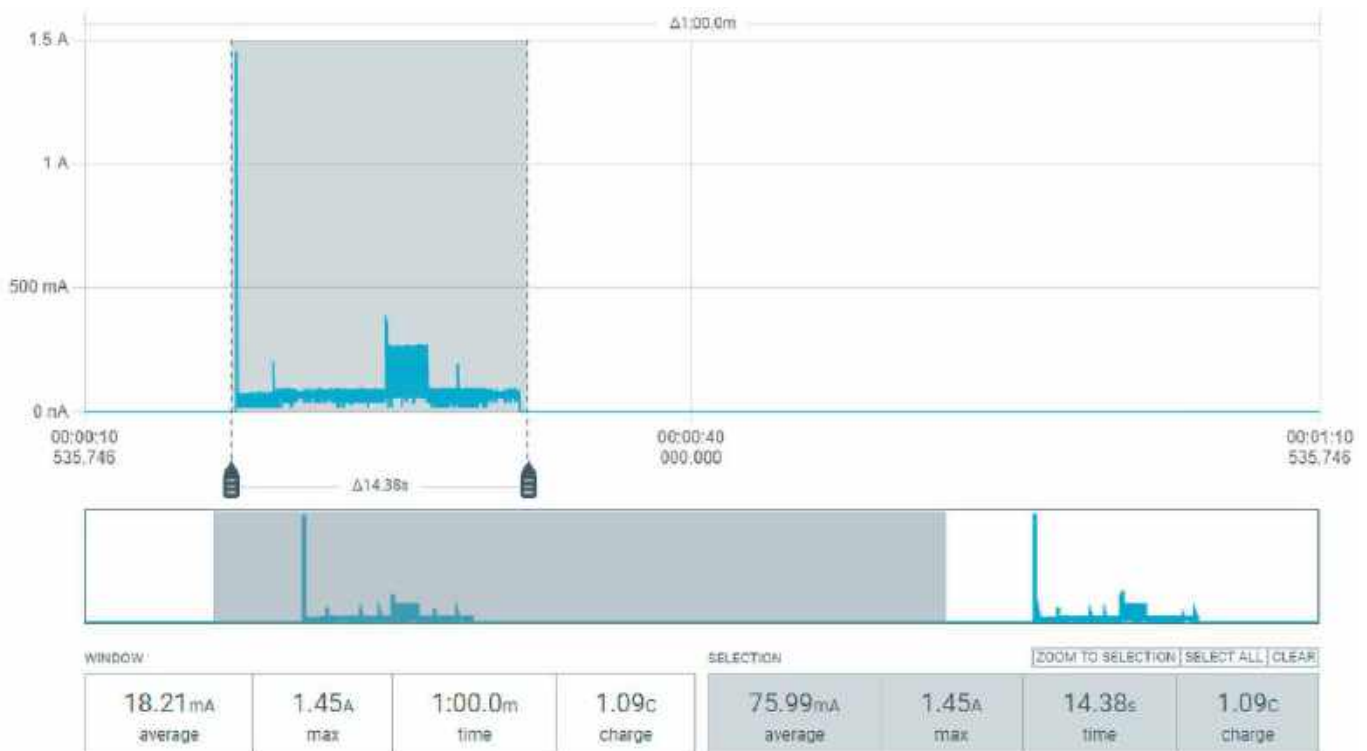 Δ1:00.0m
1.5 A
1 A
500 mA
0 nA
00:00:10
535.746
00:00:40
000.000
00:01:10
535.746
Δ14.38s
WINDOW
SELECTION
ZOOM TO SELECTION SELECT ALL CLEAR
18.21mA 1.45A 1:00.0m 1.09c 75.99mA 1.45A 14.38s 1.09c
average max time charge average max time charge